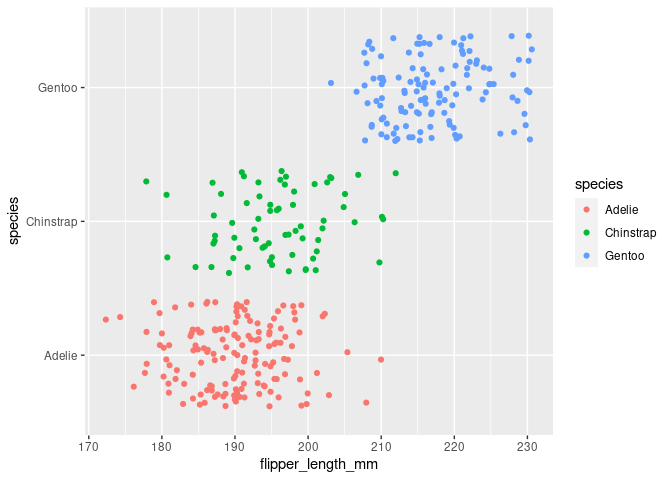 Gentoo
Chinstrap
Adelie
species
170 180 190 200 210 220 230
flipper_length_mm
species
Adelie
Chinstrap
Gentoo